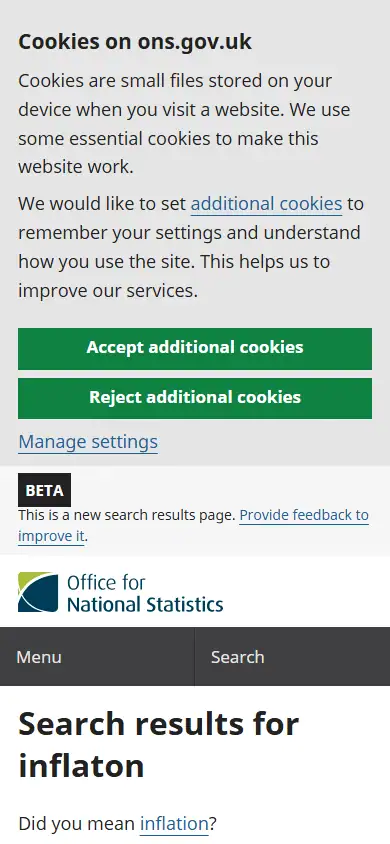 Cookies on ons.gov.uk
Cookies are small files stored on your
device when you visit a website. We use
some essential cookies to make this
website work.
We would like to set additional cookies to
remember your settings and understand
how you use the site. This helps us to
improve our services.
Accept additional cookies
Reject additional cookies
Manage settings
BETA
This is a new search results page. Provide feedback to
improve it.
Office for
National Statistics
Menu
Search
Search results for
inflaton
Did you mean inflation?